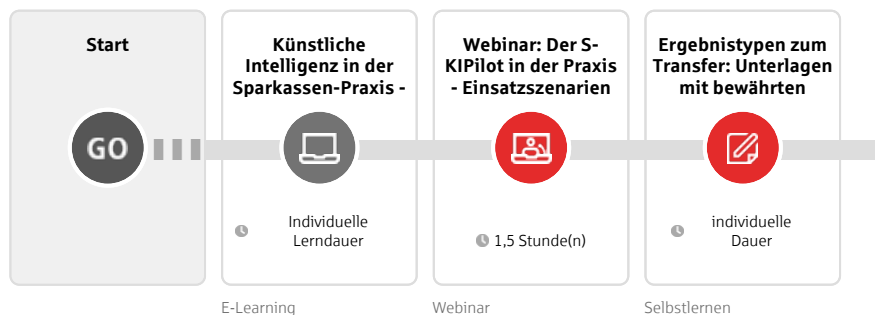 Start
GO
Künstliche
Intelligenz in der
Sparkassen-Praxis -
Individuelle
Lerndauer
E-Learning
Webinar: Der S-
KIPilot in der Praxis
- Einsatzszenarien
1,5 Stunde(n)
Webinar
Ergebnistypen zum
Transfer: Unterlagen
mit bewährten
individuelle
Dauer
Selbstlernen